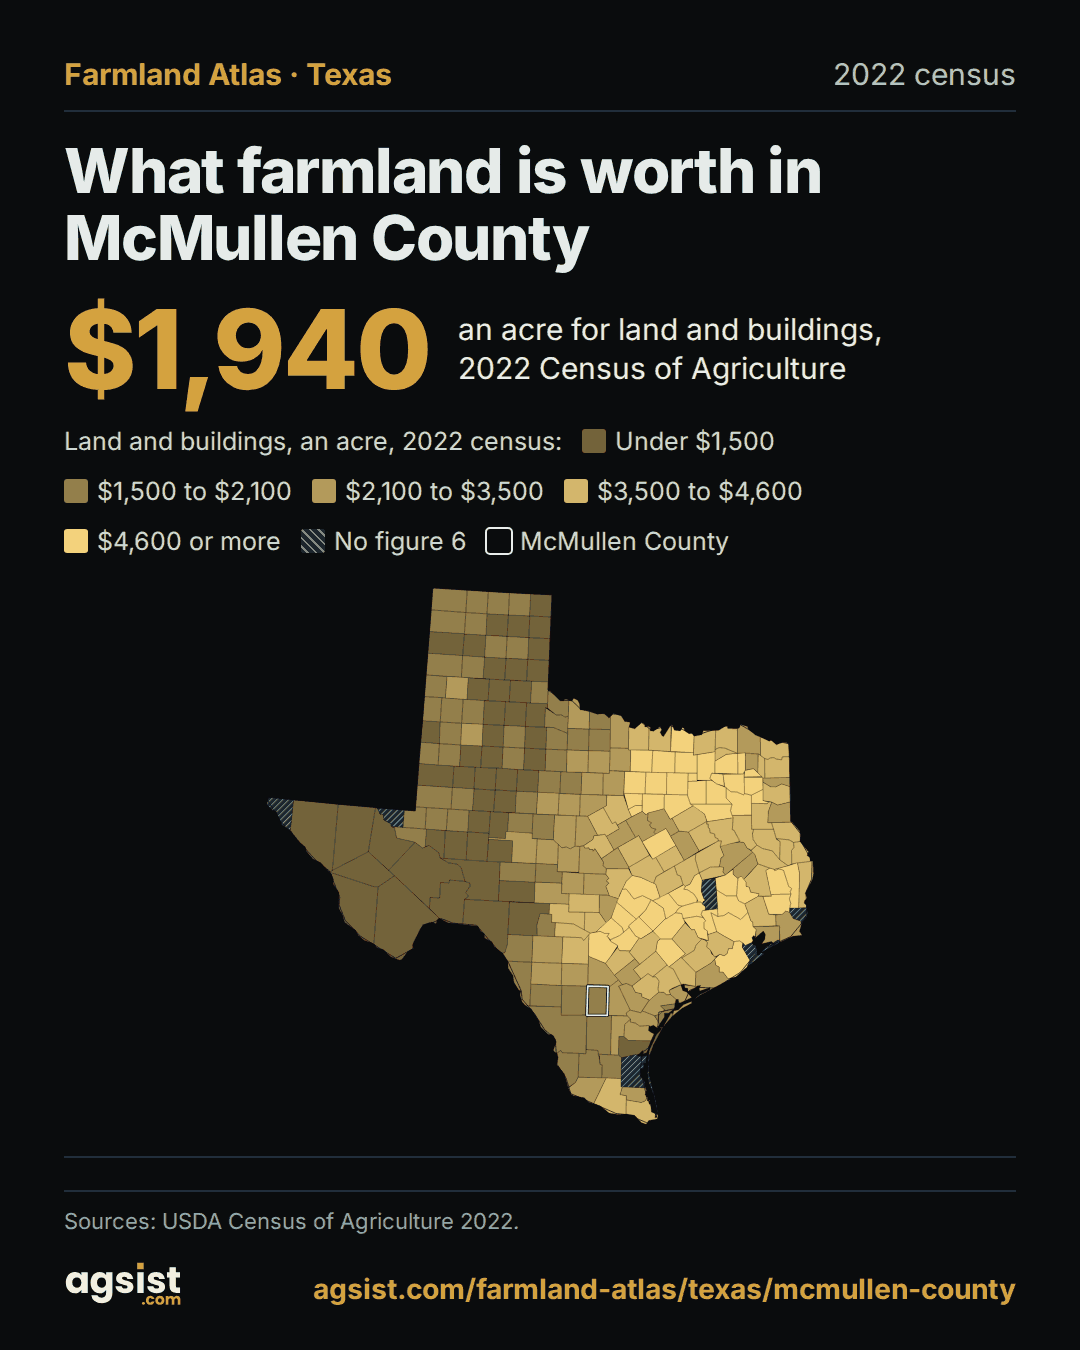 Farmland Atlas · Texas
2022 census
What farmland is worth in
McMullen County
$1,940
an acre for land and buildings,
2022 Census of Agriculture
Land and buildings, an acre, 2022 census: Under $1,500
$1,500 to $2,100 $2,100 to $3,500 $3,500 to $4,600
$4,600 or more No figure 6 McMullen County
Sources: USDA Census of Agriculture 2022.
agsist
.com
agsist.com/farmland-atlas/texas/mcmullen-county